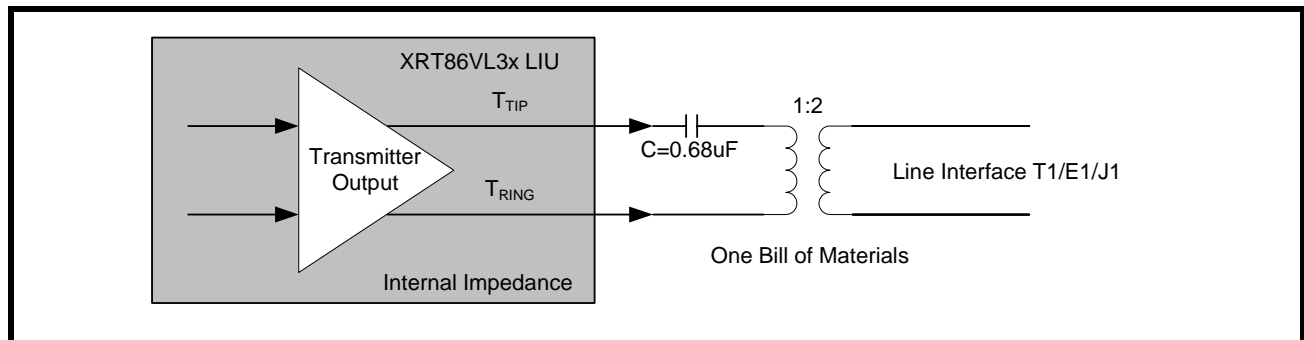 XRT86VL3x LIU
TTIP
1:2
C=0.68uF
Transmitter
Output
Line Interface T1/E1/J1
TRING
One Bill of Materials
Internal Impedance